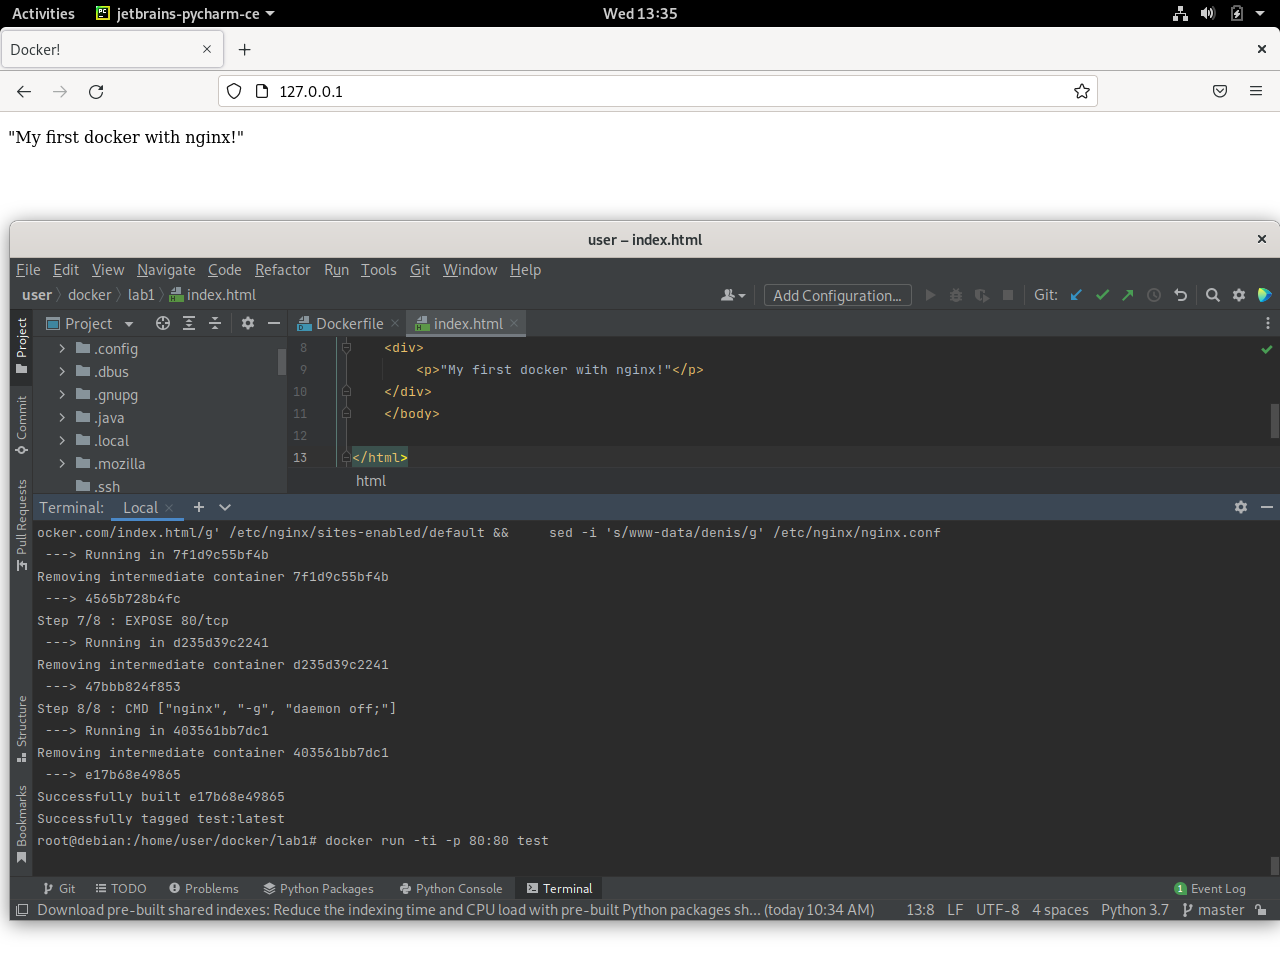 Activities jetbrains-pycharm-ce Wed 13:35
Docker!
127.0.0.1
"My first docker with nginx!"
user – index.html
File Edit View Navigate Code Refactor Run Tools Git Window Help
user docker lab1 index.html Add Configuration... Git:
Project Dockerfile index.html
.config
.dbus
.gnupg
.java
.local
.mozilla
.ssh
8 <div>
9 <p>"My first docker with nginx!"</p>
10 </div>
11 </body>
12
13 </html>
html
Project
Commit
Pull Requests
Structure
Bookmarks
Terminal: Local
ocker.com/index.html/g' /etc/nginx/sites-enabled/default && sed -i 's/www-data/denis/g' /etc/nginx/nginx.conf
---> Running in 7f1d9c55bf4b
Removing intermediate container 7f1d9c55bf4b
---> 4565b728b4fc
Step 7/8 : EXPOSE 80/tcp
---> Running in d235d39c2241
Removing intermediate container d235d39c2241
---> 47bbb824f853
Step 8/8 : CMD ["nginx", "-g", "daemon off;"]
---> Running in 403561bb7dc1
Removing intermediate container 403561bb7dc1
---> e17b68e49865
Successfully built e17b68e49865
Successfully tagged test:latest
root@debian:/home/user/docker/lab1# docker run -ti -p 80:80 test
Git TODO Problems Python Packages Python Console Terminal 1 Event Log
Download pre-built shared indexes: Reduce the indexing time and CPU load with pre-built Python packages sh... (today 10:34 AM) 13:8 LF UTF-8 4 spaces Python 3.7 master